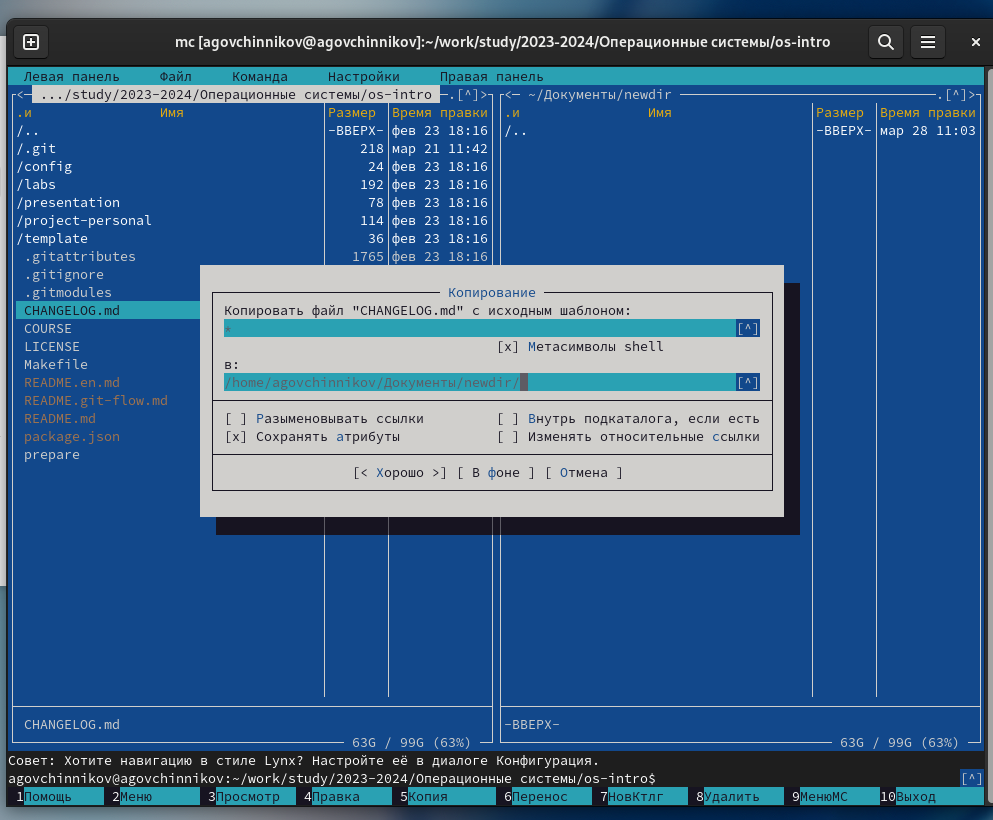 mc [agovchinnikov@agovchinnikov]:~/work/study/2023-2024/Операционные системы/os-intro
Левая панель Файл Команда Настройки Правая панель
<─ .../study/2023-2024/Операционные системы/os-intro ─.[^]>
.и Имя Размер Время правки
/.. -ВВЕРХ- фев 23 18:16
/.git 218 мар 21 11:42
/config 24 фев 23 18:16
/labs 192 фев 23 18:16
/presentation 78 фев 23 18:16
/project-personal 114 фев 23 18:16
/template 36 фев 23 18:16
.gitattributes 1765 фев 23 18:16
.gitignore
.gitmodules
CHANGELOG.md
COURSE
LICENSE
Makefile
README.en.md
README.git-flow.md
README.md
package.json
prepare
CHANGELOG.md
63G / 99G (63%)
<─ ~/Документы/newdir ─.[^]>
.и Имя Размер Время правки
/.. -ВВЕРХ- мар 28 11:03
-ВВЕРХ-
63G / 99G (63%)
Копирование
Копировать файл "CHANGELOG.md" с исходным шаблоном:
* [^]
[x] Метасимволы shell
в:
/home/agovchinnikov/Документы/newdir/ [^]
[ ] Разыменовывать ссылки [ ] Внутрь подкаталога, если есть
[x] Сохранять атрибуты [ ] Изменять относительные ссылки
[< Хорошо >] [ В фоне ] [ Отмена ]
Совет: Хотите навигацию в стиле Lynx? Настройте её в диалоге Конфигурация.
agovchinnikov@agovchinnikov:~/work/study/2023-2024/Операционные системы/os-intro$ [^]
1Помощь 2Меню 3Просмотр 4Правка 5Копия 6Перенос 7НовКтлг 8Удалить 9МенюMC 10Выход